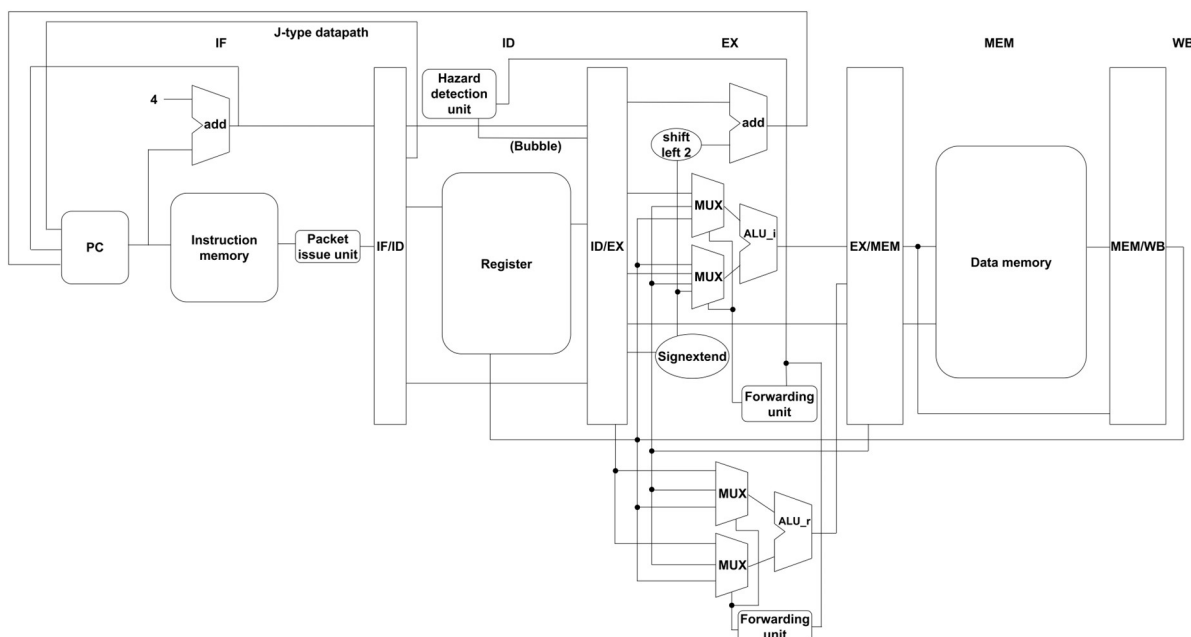 J-type datapath
IF
ID
EX
MEM
WB
Hazard
detection
unit
4
add
add
(Bubble)
shift
left 2
MUX
ALU_i
PC
Instruction
memory
Packet
issue unit
IF/ID
Register
ID/EX
MUX
EX/MEM
Data memory
MEM/WB
Signextend
Forwarding
unit
MUX
ALU_r
MUX
Forwarding
unit